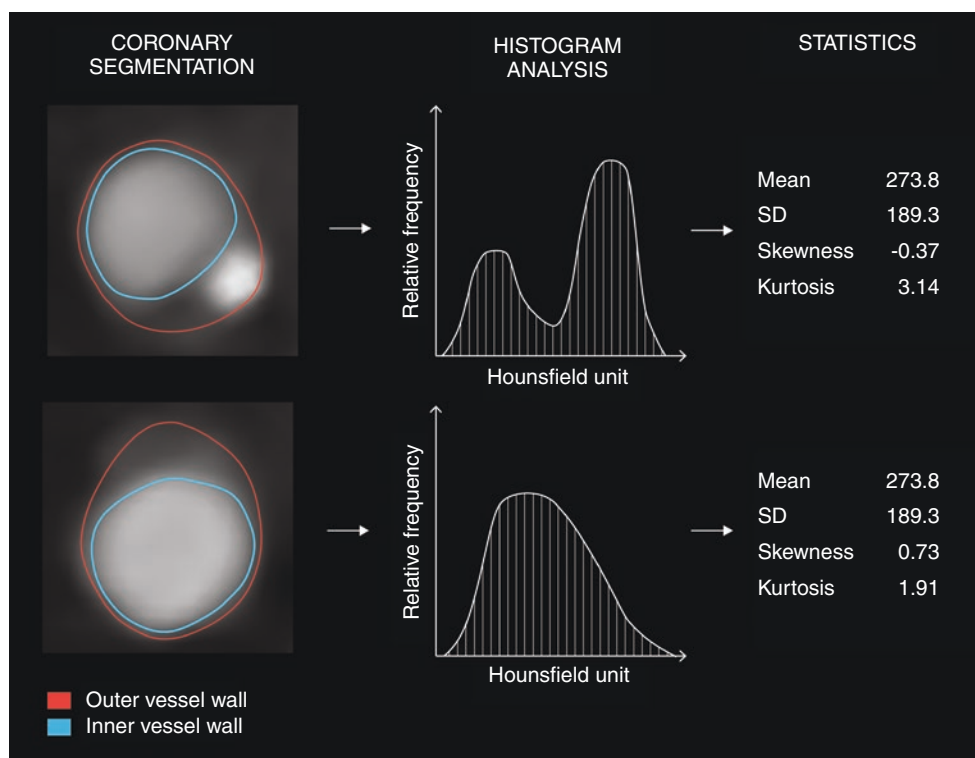 CORONARY
SEGMENTATION
HISTOGRAM
ANALYSIS
STATISTICS
Relative frequency
Hounsfield unit
Mean 273.8
SD 189.3
Skewness -0.37
Kurtosis 3.14
Relative frequency
Hounsfield unit
Mean 273.8
SD 189.3
Skewness 0.73
Kurtosis 1.91
Outer vessel wall
Inner vessel wall